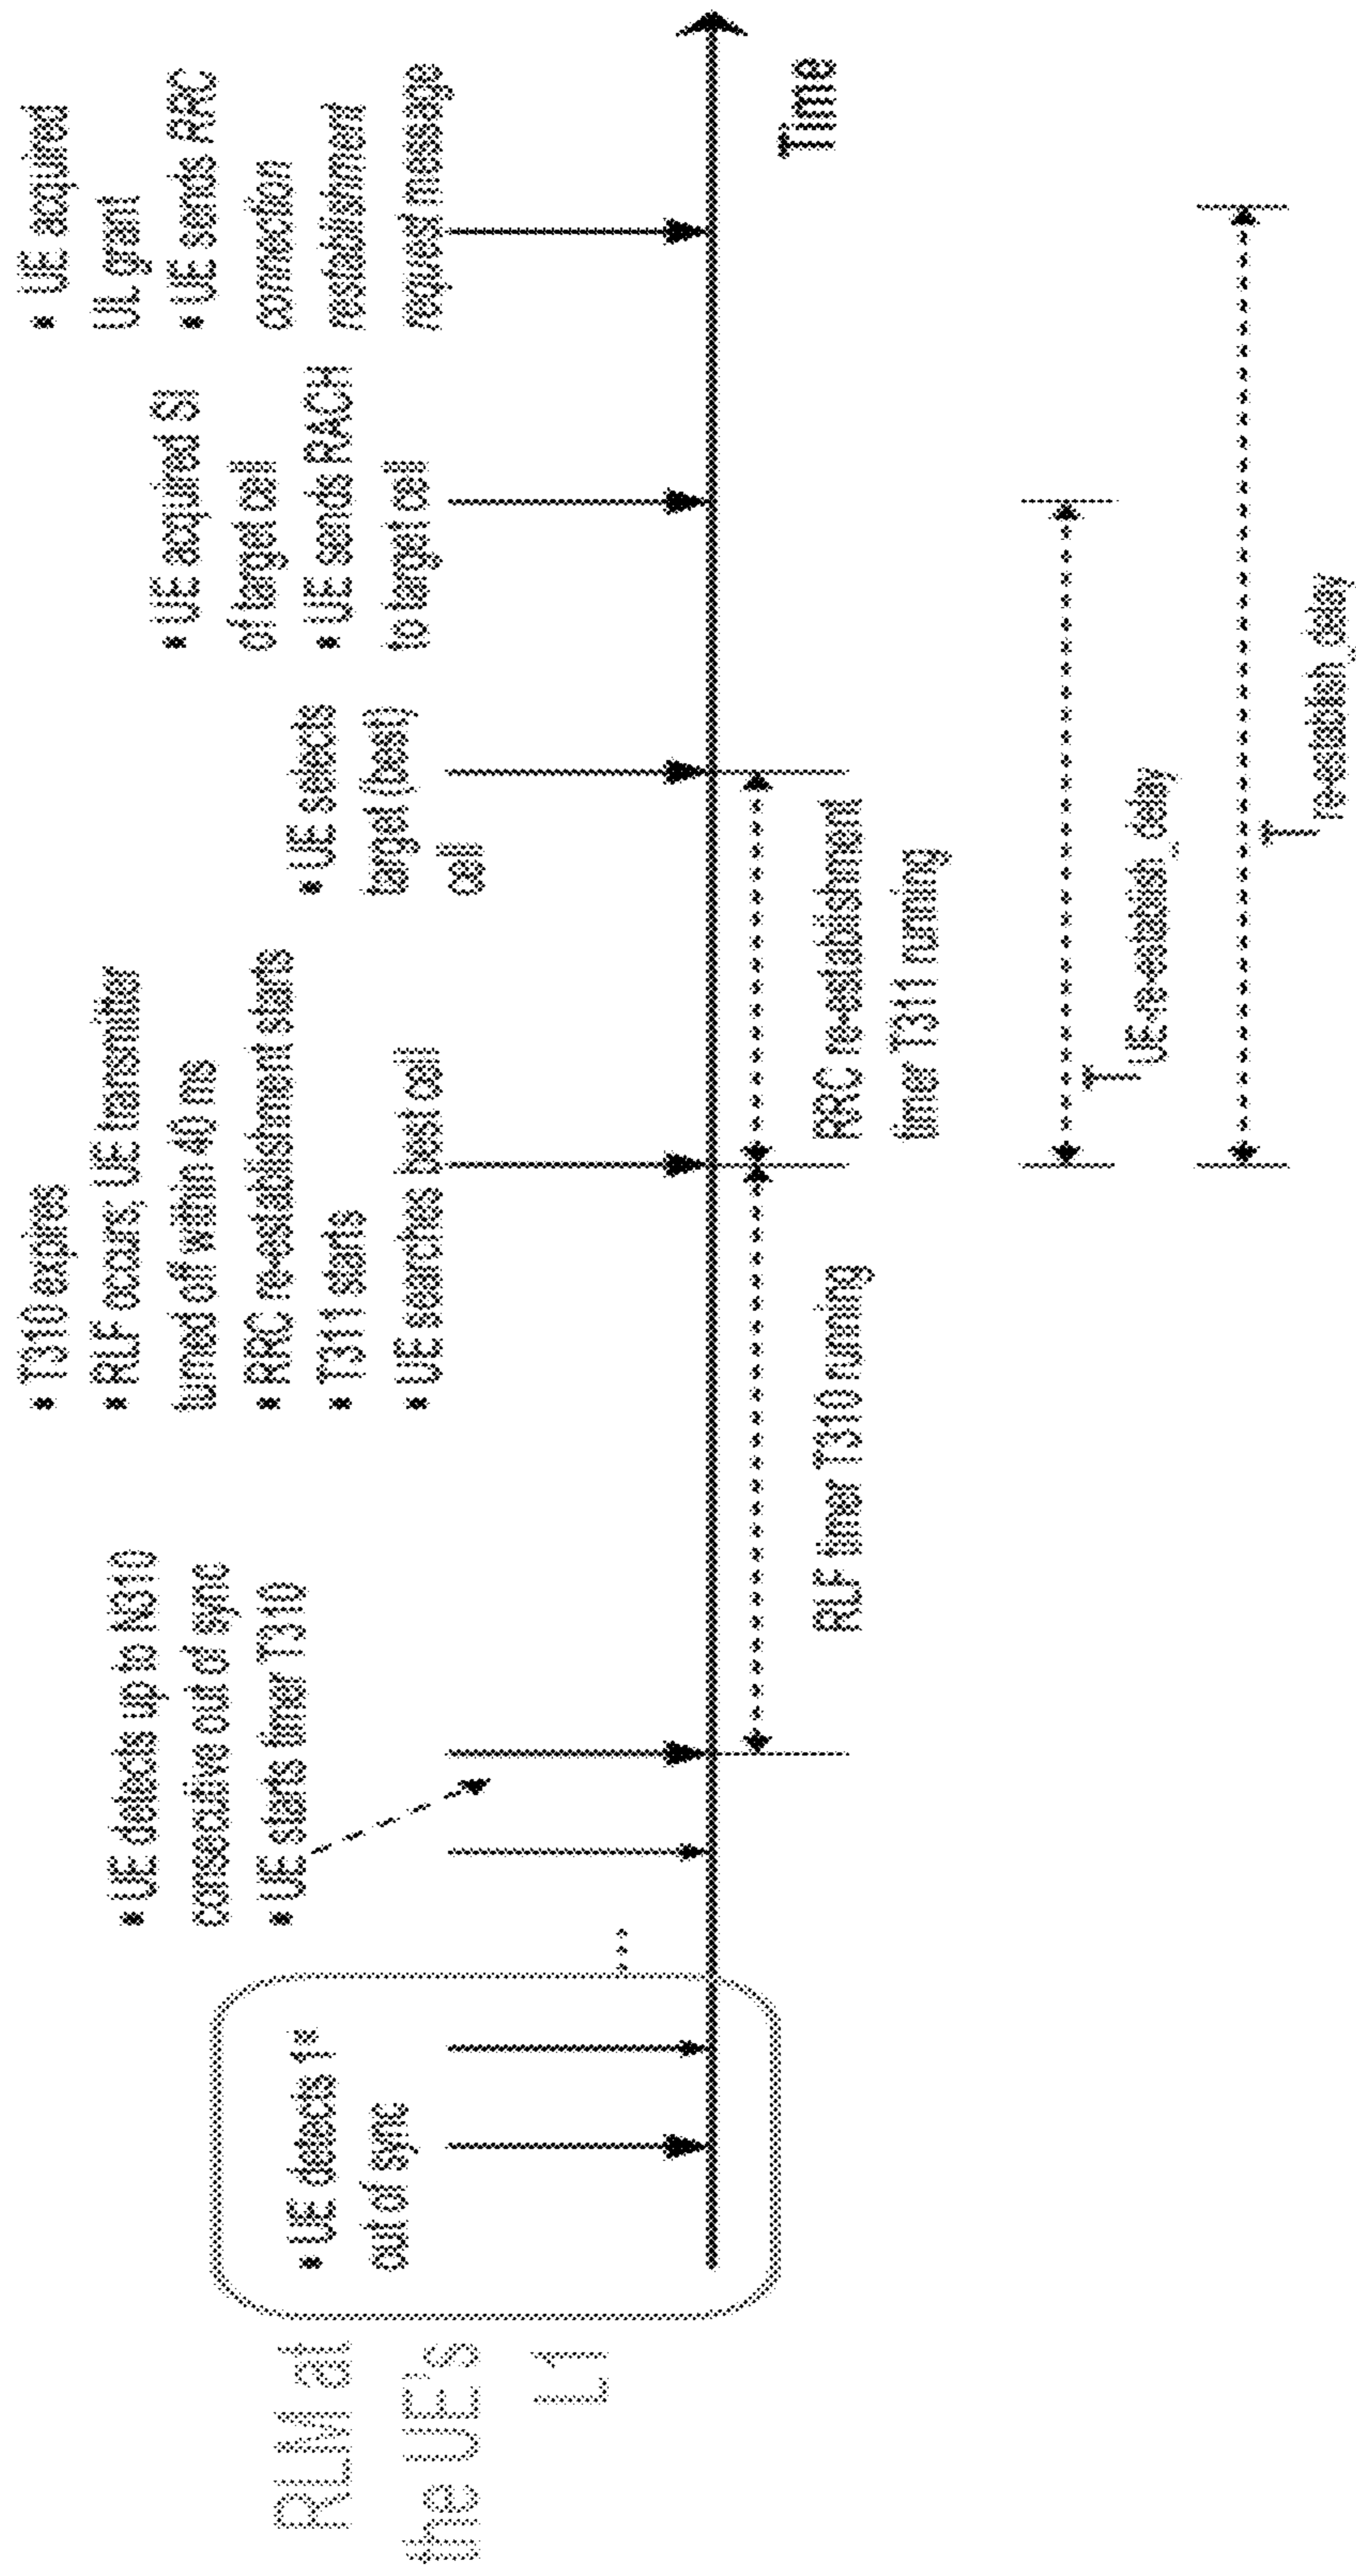 RLM at
the UE's
L1
▪ UE detects 1st
out of sync
...
▪ UE detects up to N310
consecutive out of sync
▪ UE starts timer T310
▪ T310 expires
▪ RLF occurs; UE transmitter
turned off within 40 ms
▪ RRC re-establishment starts
▪ T311 starts
▪ UE searches best cell
▪ UE selects
target (best)
cell
▪ UE acquired SI
of target cell
▪ UE sends RACH
to target cell
▪ UE acquired
UL grant
▪ UE sends RRC
connection
restablishment
request message
Time
RLF timer T310 running
RRC re-establishment
timer T311 running
UE-re-establish_delay
re-establish_delay